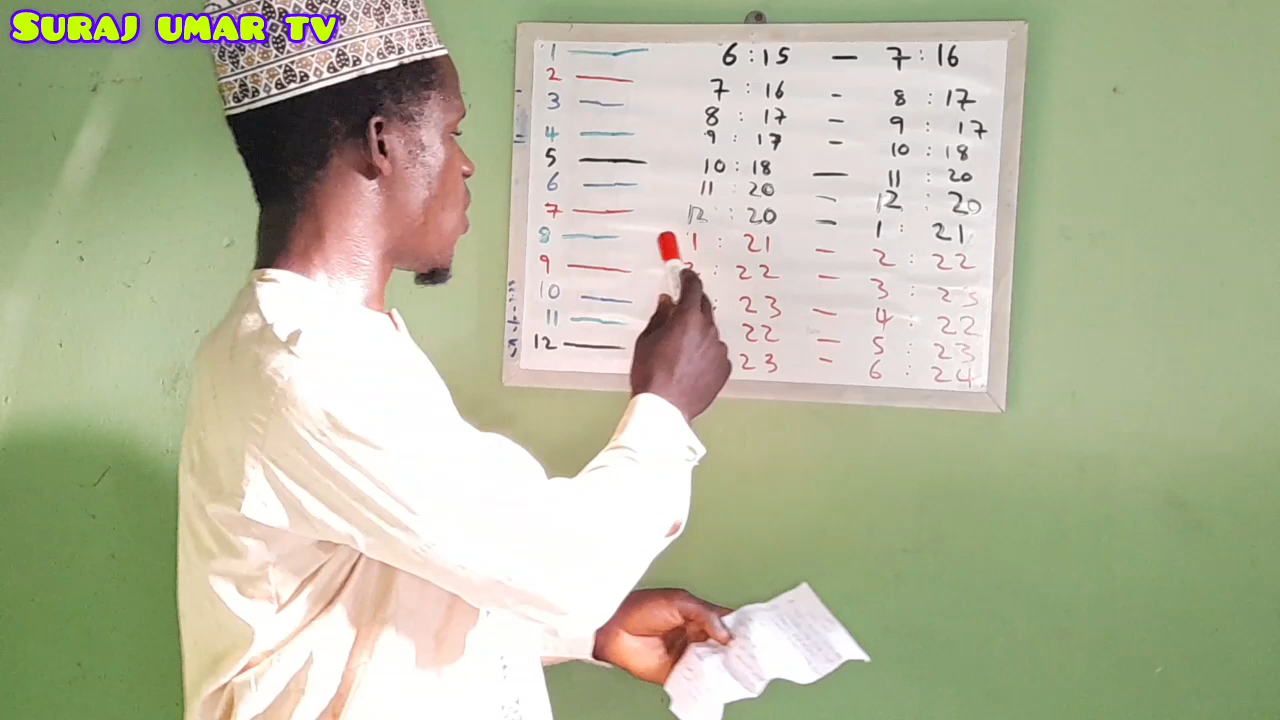 SURAJ UMAR TV
1 — 6 : 15 — 7 : 16
2 — 7 : 16 - 8 : 17
3 — 8 : 17 - 9 : 17
4 — 9 : 17 - 10 : 18
5 — 10 : 18 — 11 : 20
6 — 11 : 20 - 12 : 20
7 — 12 : 20 - 1 : 21
8 — 1 : 21 - 2 : 22
9 — : 22 - 3 : 23
10 — : 23 - 4 : 22
11 — 22 - 5 : 23
12 — 23 - 6 : 24